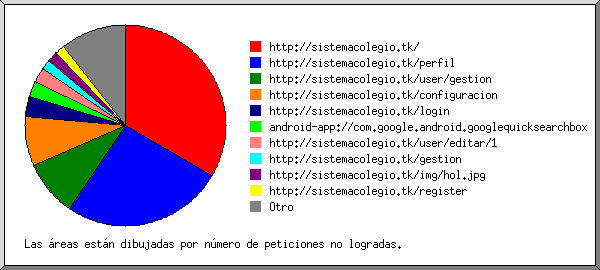 http://sistemacolegio.tk/
http://sistemacolegio.tk/perfil
http://sistemacolegio.tk/user/gestion
http://sistemacolegio.tk/configuracion
http://sistemacolegio.tk/login
android-app://com.google.android.googlequicksearchbox
http://sistemacolegio.tk/user/editar/1
http://sistemacolegio.tk/gestion
http://sistemacolegio.tk/img/hol.jpg
http://sistemacolegio.tk/register
Otro
Las áreas están dibujadas por número de peticiones no logradas.